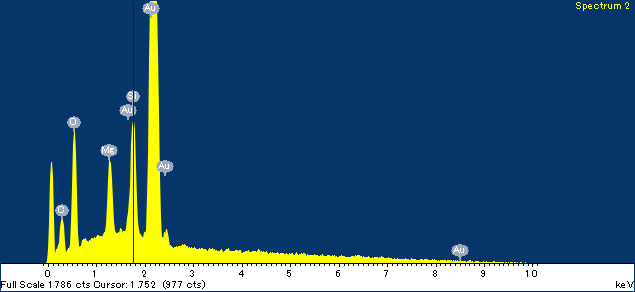 Spectrum 2
Au
Si
Au
O
Mg
Au
Au
0 1 2 3 4 5 6 7 8 9 10
Full Scale 1786 cts Cursor: 1.752 (977 cts) keV